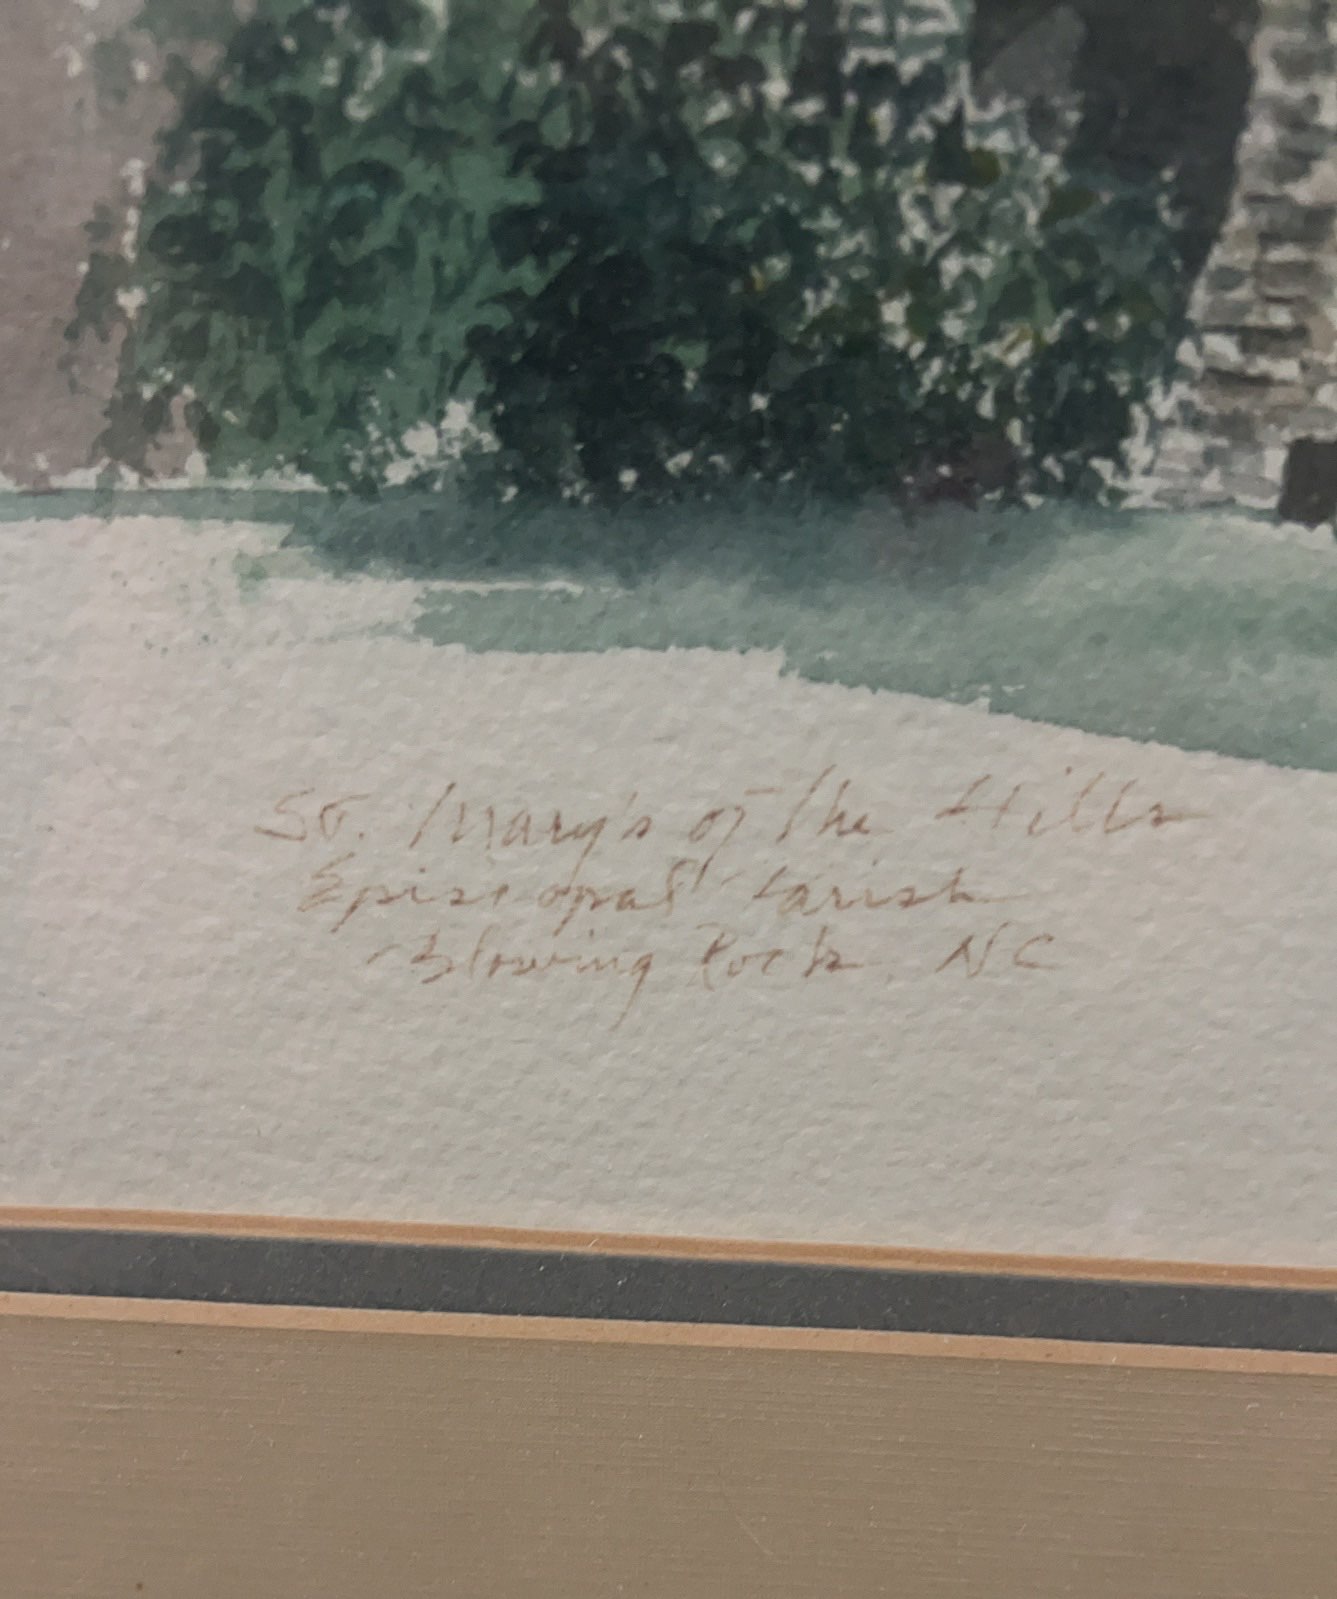 St. Mary's of the Hills
Episcopal Parish
Blowing Rock, NC